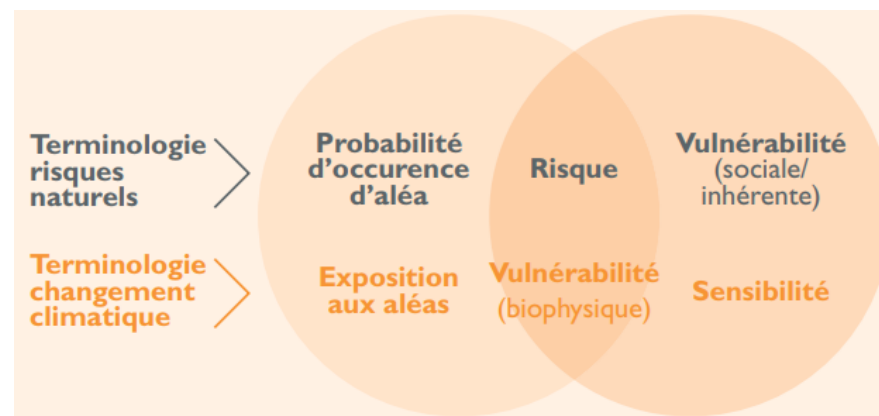 Terminologie
risques
naturels
Probabilité
d'occurence
d'aléa
Risque
Vulnérabilité
(sociale/
inhérente)
Terminologie
changement
climatique
Exposition
aux aléas
Vulnérabilité
(biophysique)
Sensibilité